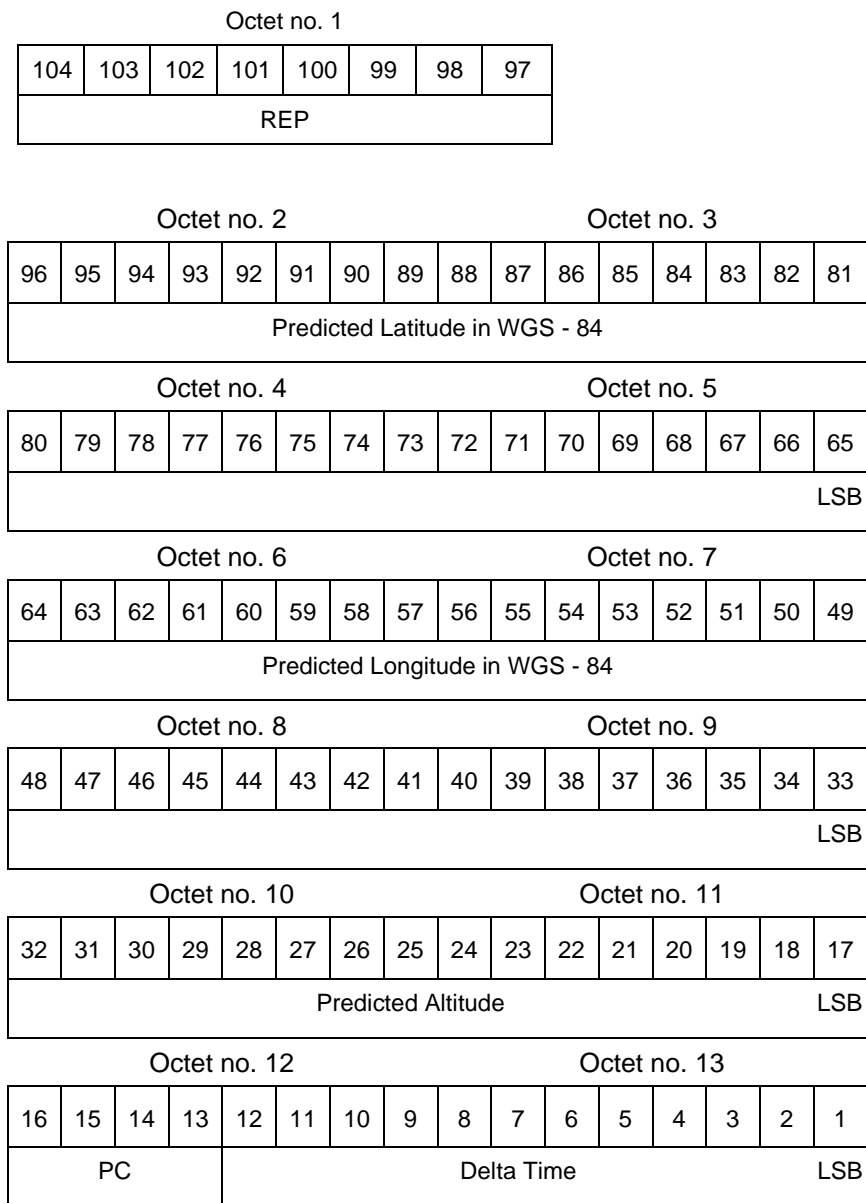 Octet no. 1
104 103 102 101 100 99 98 97
REP
Octet no. 2 Octet no. 3
96 95 94 93 92 91 90 89 88 87 86 85 84 83 82 81
Predicted Latitude in WGS - 84
Octet no. 4 Octet no. 5
80 79 78 77 76 75 74 73 72 71 70 69 68 67 66 65
LSB
Octet no. 6 Octet no. 7
64 63 62 61 60 59 58 57 56 55 54 53 52 51 50 49
Predicted Longitude in WGS - 84
Octet no. 8 Octet no. 9
48 47 46 45 44 43 42 41 40 39 38 37 36 35 34 33
LSB
Octet no. 10 Octet no. 11
32 31 30 29 28 27 26 25 24 23 22 21 20 19 18 17
Predicted Altitude LSB
Octet no. 12 Octet no. 13
16 15 14 13 12 11 10 9 8 7 6 5 4 3 2 1
PC Delta Time LSB